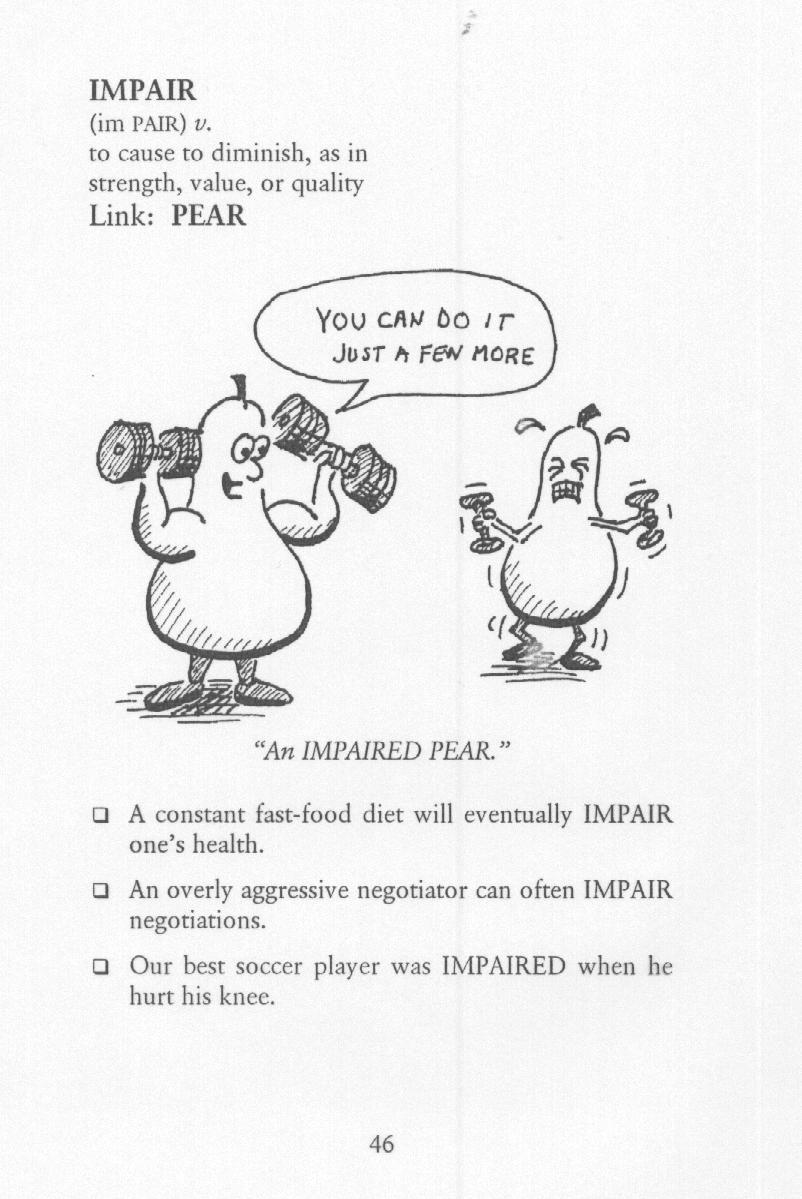 IMPAIR
(im PAIR) v.
to cause to diminish, as in
strength, value, or quality
Link: PEAR
YOU CAN DO IT
JUST A FEW MORE
“An IMPAIRED PEAR.”
❑ A constant fast-food diet will eventually IMPAIR
one’s health.
❑ An overly aggressive negotiator can often IMPAIR
negotiations.
❑ Our best soccer player was IMPAIRED when he
hurt his knee.
46